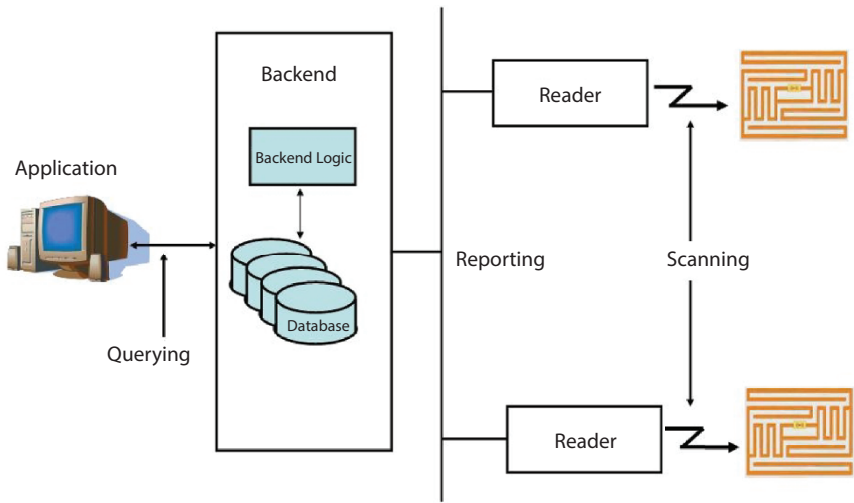 Application
Querying
Backend
Backend Logic
Database
Reporting
Reader
Scanning
Reader